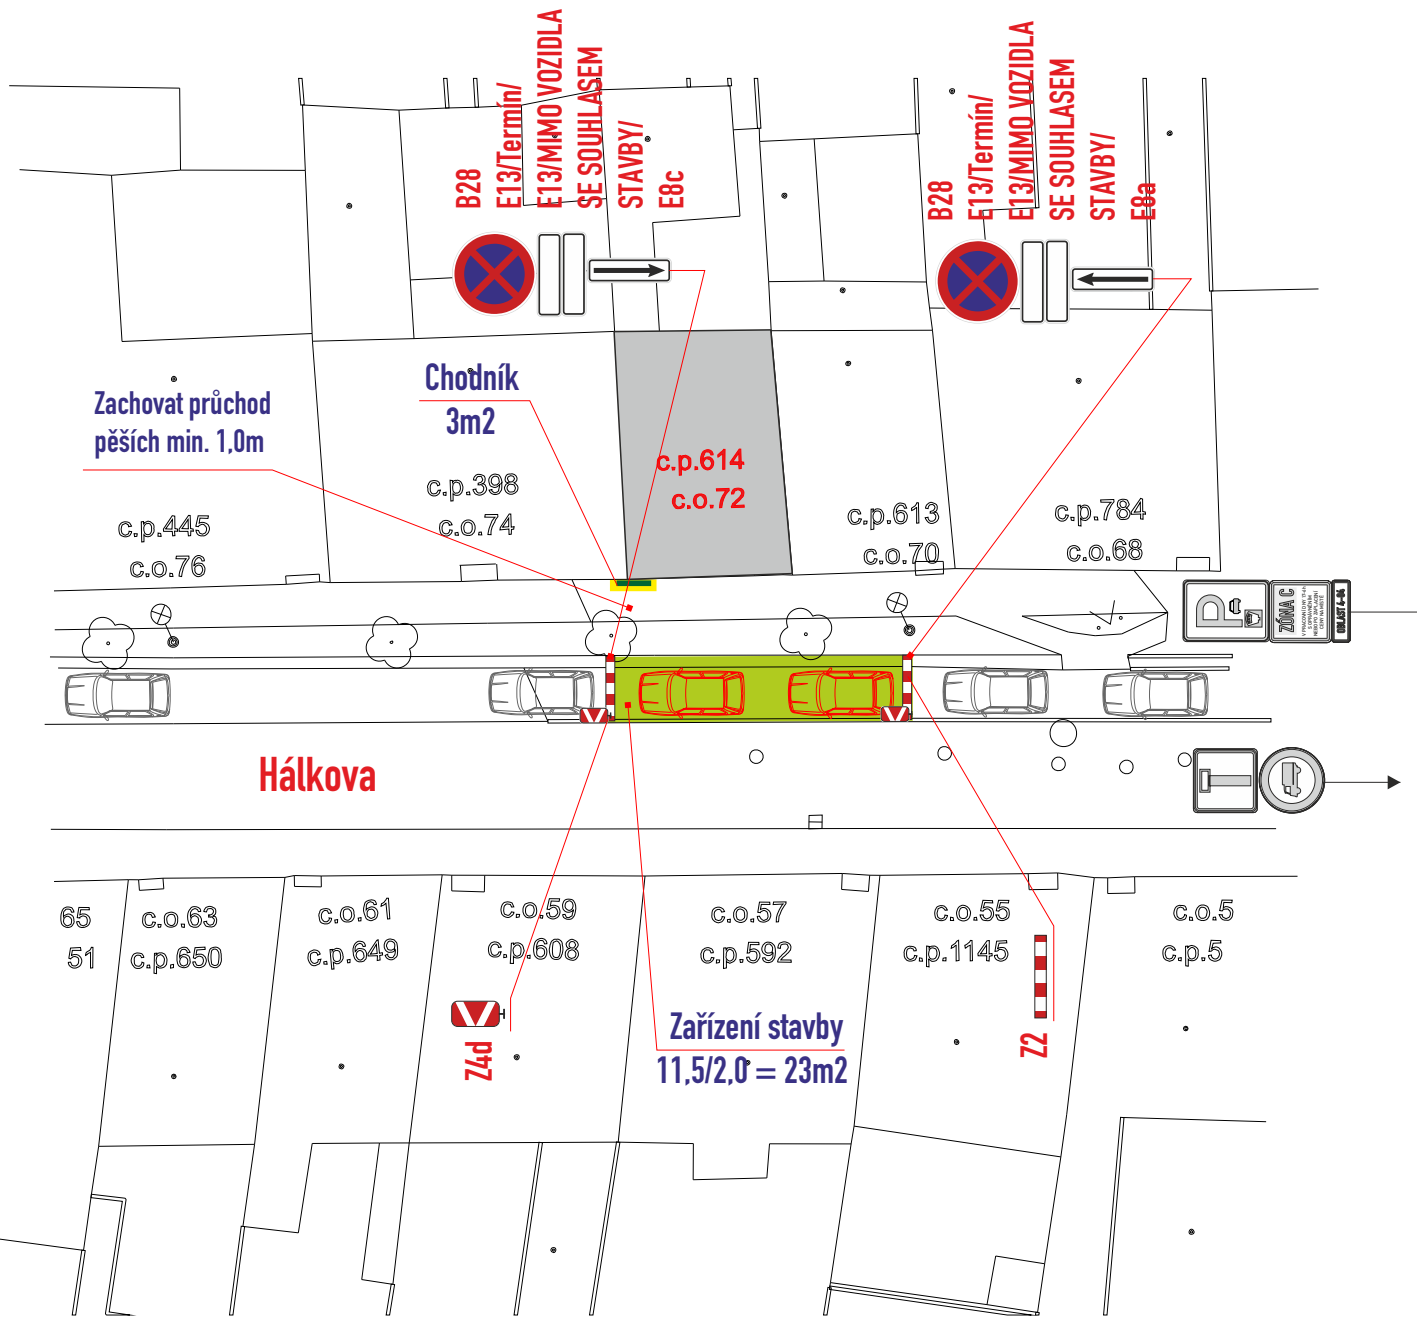 B28
E13/Termín/
E13/MIMO VOZIDLA
SE SOUHLASEM
STAVBY/
E8c
B28
E13/Termín/
E13/MIMO VOZIDLA
SE SOUHLASEM
STAVBY/
E8a
Zachovat průchod
pěších min. 1,0m
Chodník
3m2
c.p.445
c.o.76
c.p.398
c.o.74
c.p.614
c.o.72
c.p.613
c.o.70
c.p.784
c.o.68
P
ZÓNA C
OBLAST 4-04
Hálkova
65
51
c.o.63
c.p.650
c.o.61
c.p.649
c.o.59
c.p.608
c.o.57
c.p.592
c.o.55
c.p.1145
c.o.5
c.p.5
Z4d
Zařízení stavby
11,5/2,0 = 23m2
Z2